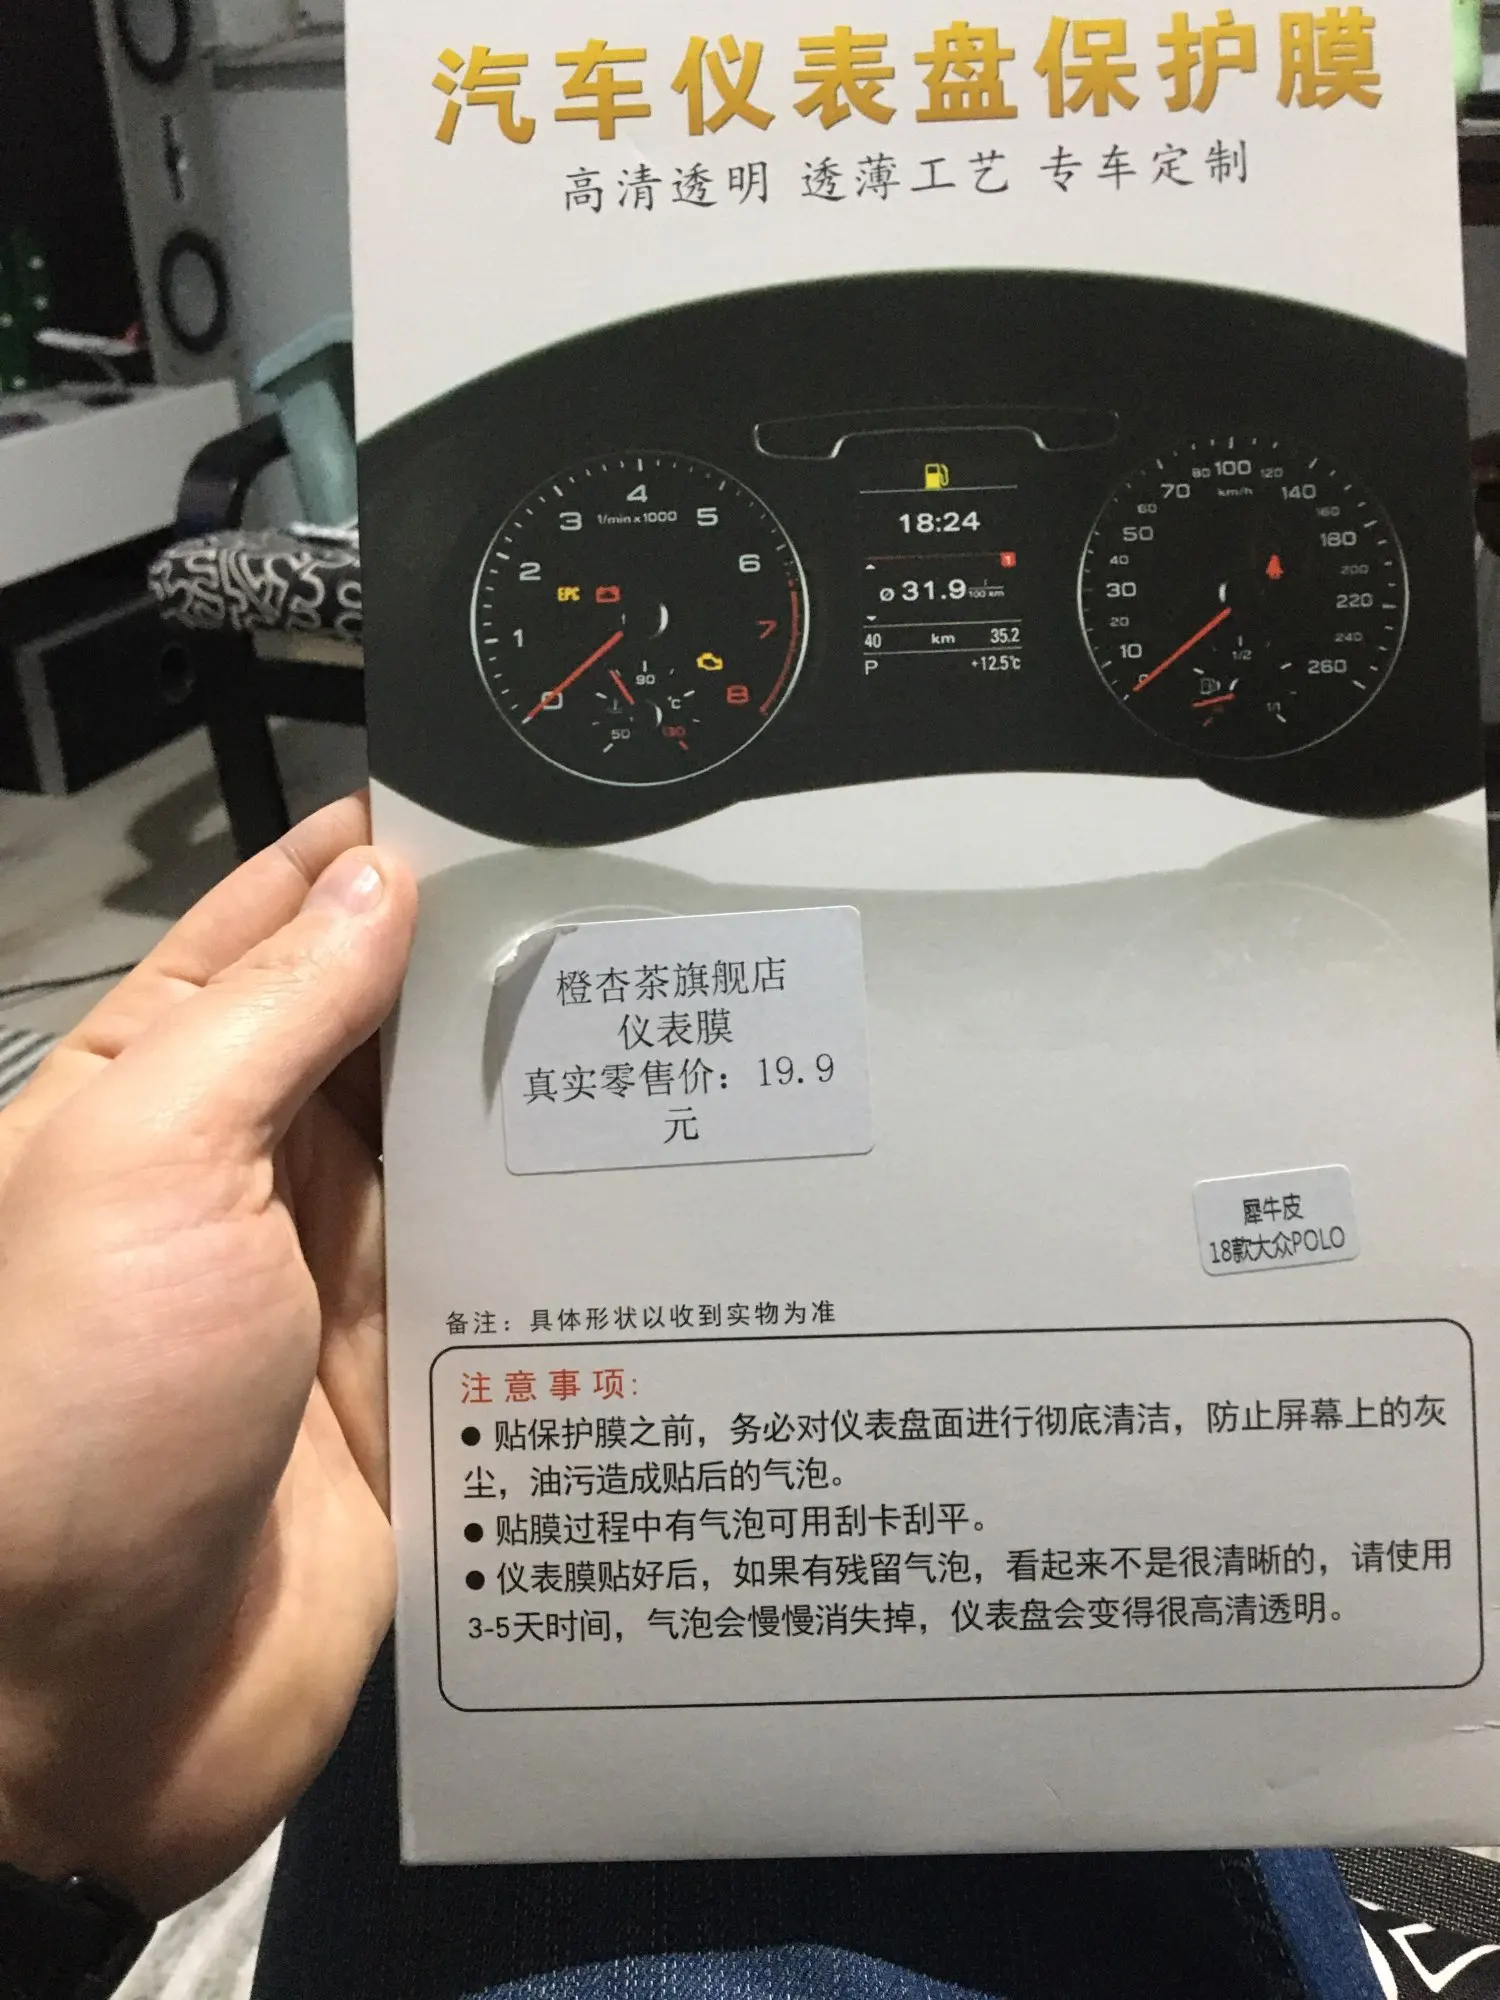 汽车仪表盘保护膜
高清透明 透薄工艺 专车定制
4
3 1/min x 1000 5
2 6
EPC
1 7
0 90 8
°C
50 130
18:24
1
ø 31.9 l/100 km
40 km 35.2
P +12.5°C
80 100 120
70 km/h 140
60 160
50 180
40 200
30 220
20 240
10 1/2 260
0 1/1
橙杏茶旗舰店
仪表膜
真实零售价：19.9
元
犀牛皮
18款大众POLO
备注：具体形状以收到实物为准
注意事项:
● 贴保护膜之前，务必对仪表盘面进行彻底清洁，防止屏幕上的灰
尘，油污造成贴后的气泡。
● 贴膜过程中有气泡可用刮卡刮平。
● 仪表膜贴好后，如果有残留气泡，看起来不是很清晰的，请使用
3-5天时间，气泡会慢慢消失掉，仪表盘会变得很高清透明。